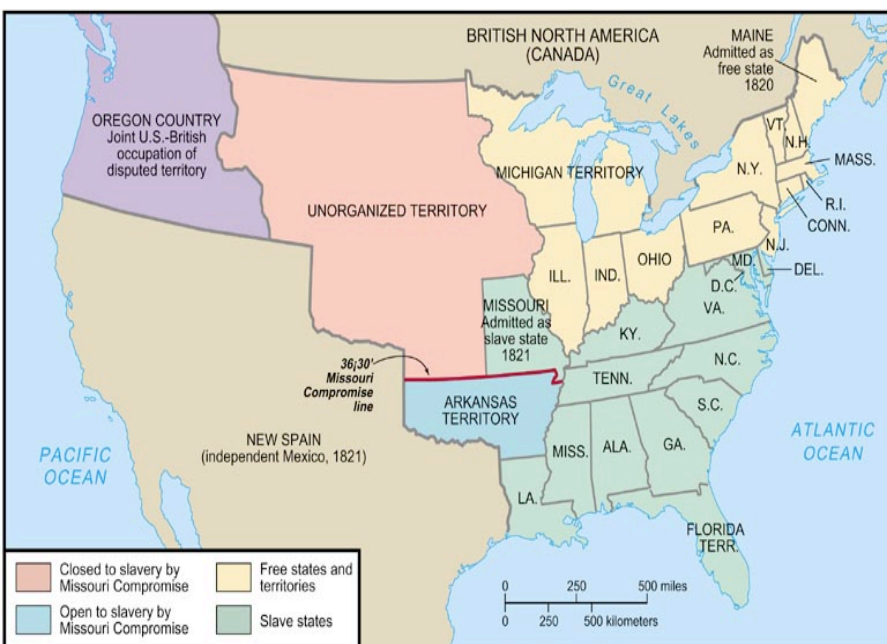 BRITISH NORTH AMERICA
(CANADA)
MAINE
Admitted as
free state
1820
OREGON COUNTRY
Joint U.S.-British
occupation of
disputed territory
Great Lakes
VT.
N.H.
MASS.
MICHIGAN TERRITORY
N.Y.
R.I.
CONN.
UNORGANIZED TERRITORY
PA.
N.J.
ILL.
IND.
OHIO
MD.
DEL.
D.C.
MISSOURI
Admitted as
slave state
1821
VA.
KY.
36¡30'
Missouri
Compromise
line
N.C.
TENN.
ARKANSAS
TERRITORY
S.C.
NEW SPAIN
(independent Mexico, 1821)
MISS.
ALA.
GA.
ATLANTIC
OCEAN
PACIFIC
OCEAN
LA.
FLORIDA
TERR.
Closed to slavery by
Missouri Compromise
Free states and
territories
Open to slavery by
Missouri Compromise
Slave states
0 250 500 miles
0 250 500 kilometers